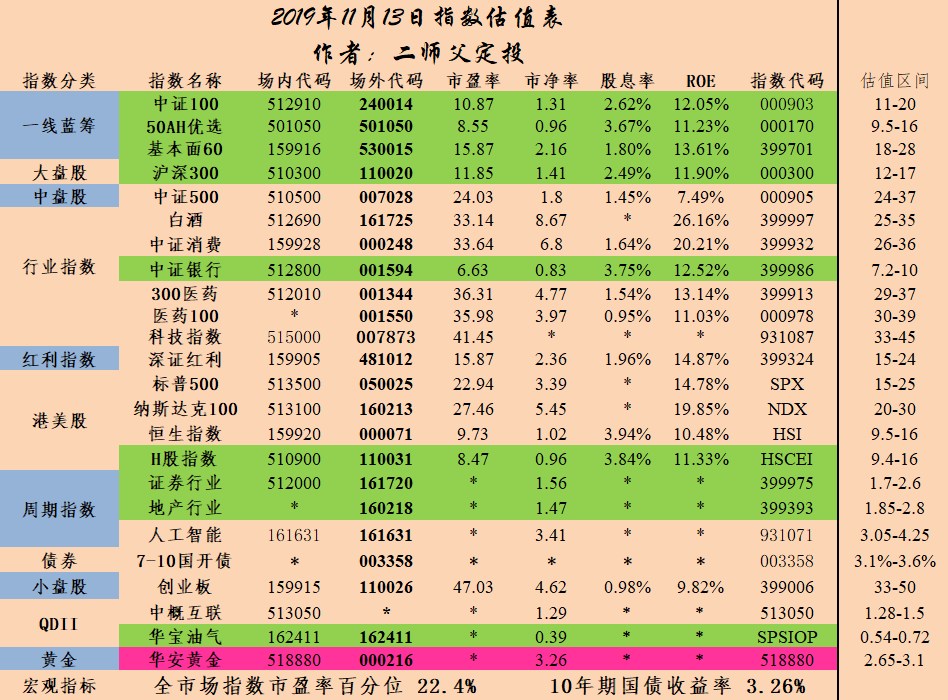 2019年11月13日指数估值表
作者：二师父定投
指数分类 指数名称 场内代码 场外代码 市盈率 市净率 股息率 ROE 指数代码 估值区间
一线蓝筹 中证100 512910 240014 10.87 1.31 2.62% 12.05% 000903 11-20
50AH优选 501050 501050 8.55 0.96 3.67% 11.23% 000170 9.5-16
基本面60 159916 530015 15.87 2.16 1.80% 13.61% 399701 18-28
大盘股 沪深300 510300 110020 11.85 1.41 2.49% 11.90% 000300 12-17
中盘股 中证500 510500 007028 24.03 1.8 1.45% 7.49% 000905 24-37
行业指数 白酒 512690 161725 33.14 8.67 * 26.16% 399997 25-35
中证消费 159928 000248 33.64 6.8 1.64% 20.21% 399932 26-36
中证银行 512800 001594 6.63 0.83 3.75% 12.52% 399986 7.2-10
300医药 512010 001344 36.31 4.77 1.54% 13.14% 399913 29-37
医药100 * 001550 35.98 3.97 0.95% 11.03% 000978 30-39
科技指数 515000 007873 41.45 * * * 931087 33-45
红利指数 深证红利 159905 481012 15.87 2.36 1.96% 14.87% 399324 15-24
港美股 标普500 513500 050025 22.94 3.39 * 14.78% SPX 15-25
纳斯达克100 513100 160213 27.46 5.45 * 19.85% NDX 20-30
恒生指数 159920 000071 9.73 1.02 3.94% 10.48% HSI 9.5-16
H股指数 510900 110031 8.47 0.96 3.84% 11.33% HSCEI 9.4-16
周期指数 证券行业 512000 161720 * 1.56 * * 399975 1.7-2.6
地产行业 * 160218 * 1.47 * * 399393 1.85-2.8
人工智能 161631 161631 * 3.41 * * 931071 3.05-4.25
债券 7-10国开债 * 003358 * * * * 003358 3.1%-3.6%
小盘股 创业板 159915 110026 47.03 4.62 0.98% 9.82% 399006 33-50
QDII 中概互联 513050 * * 1.29 * * 513050 1.28-1.5
华宝油气 162411 162411 * 0.39 * * SPSIOP 0.54-0.72
黄金 华安黄金 518880 000216 * 3.26 * * 518880 2.65-3.1
宏观指标 全市场指数市盈率百分位 22.4% 10年期国债收益率 3.26%